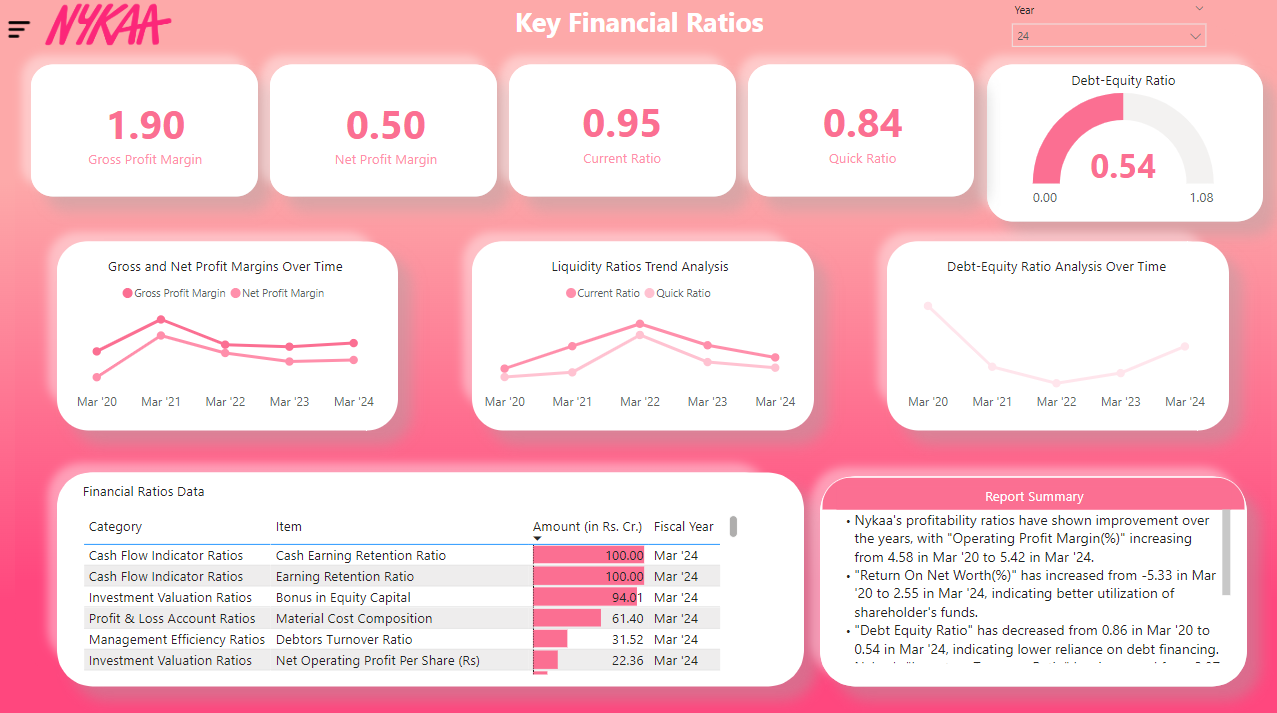 NYKAA
Key Financial Ratios
Year
24
1.90
Gross Profit Margin
0.50
Net Profit Margin
0.95
Current Ratio
0.84
Quick Ratio
Debt-Equity Ratio
0.54
0.00 1.08
Gross and Net Profit Margins Over Time
Gross Profit Margin Net Profit Margin
Mar '20 Mar '21 Mar '22 Mar '23 Mar '24
Liquidity Ratios Trend Analysis
Current Ratio Quick Ratio
Mar '20 Mar '21 Mar '22 Mar '23 Mar '24
Debt-Equity Ratio Analysis Over Time
Mar '20 Mar '21 Mar '22 Mar '23 Mar '24
Financial Ratios Data
Category Item Amount (in Rs. Cr.) Fiscal Year
Cash Flow Indicator Ratios Cash Earning Retention Ratio 100.00 Mar '24
Cash Flow Indicator Ratios Earning Retention Ratio 100.00 Mar '24
Investment Valuation Ratios Bonus in Equity Capital 94.01 Mar '24
Profit & Loss Account Ratios Material Cost Composition 61.40 Mar '24
Management Efficiency Ratios Debtors Turnover Ratio 31.52 Mar '24
Investment Valuation Ratios Net Operating Profit Per Share (Rs) 22.36 Mar '24
Report Summary
• Nykaa's profitability ratios have shown improvement over
the years, with "Operating Profit Margin(%)" increasing
from 4.58 in Mar '20 to 5.42 in Mar '24.
• "Return On Net Worth(%)" has increased from -5.33 in Mar
'20 to 2.55 in Mar '24, indicating better utilization of
shareholder's funds.
• "Debt Equity Ratio" has decreased from 0.86 in Mar '20 to
0.54 in Mar '24, indicating lower reliance on debt financing.